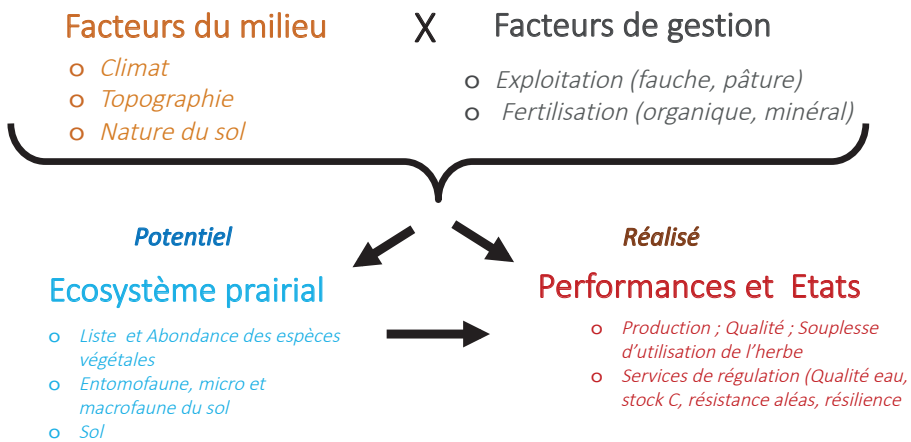 Facteurs du milieu
X
Facteurs de gestion
o Climat
o Topographie
o Nature du sol
o Exploitation (fauche, pâture)
o Fertilisation (organique, minéral)
Potentiel
Réalisé
Ecosystème prairial
o Liste et Abondance des espèces
végétales
o Entomofaune, micro et
macrofaune du sol
o Sol
Performances et Etats
o Production ; Qualité ; Souplesse
d’utilisation de l’herbe
o Services de régulation (Qualité eau,
stock C, résistance aléas, résilience